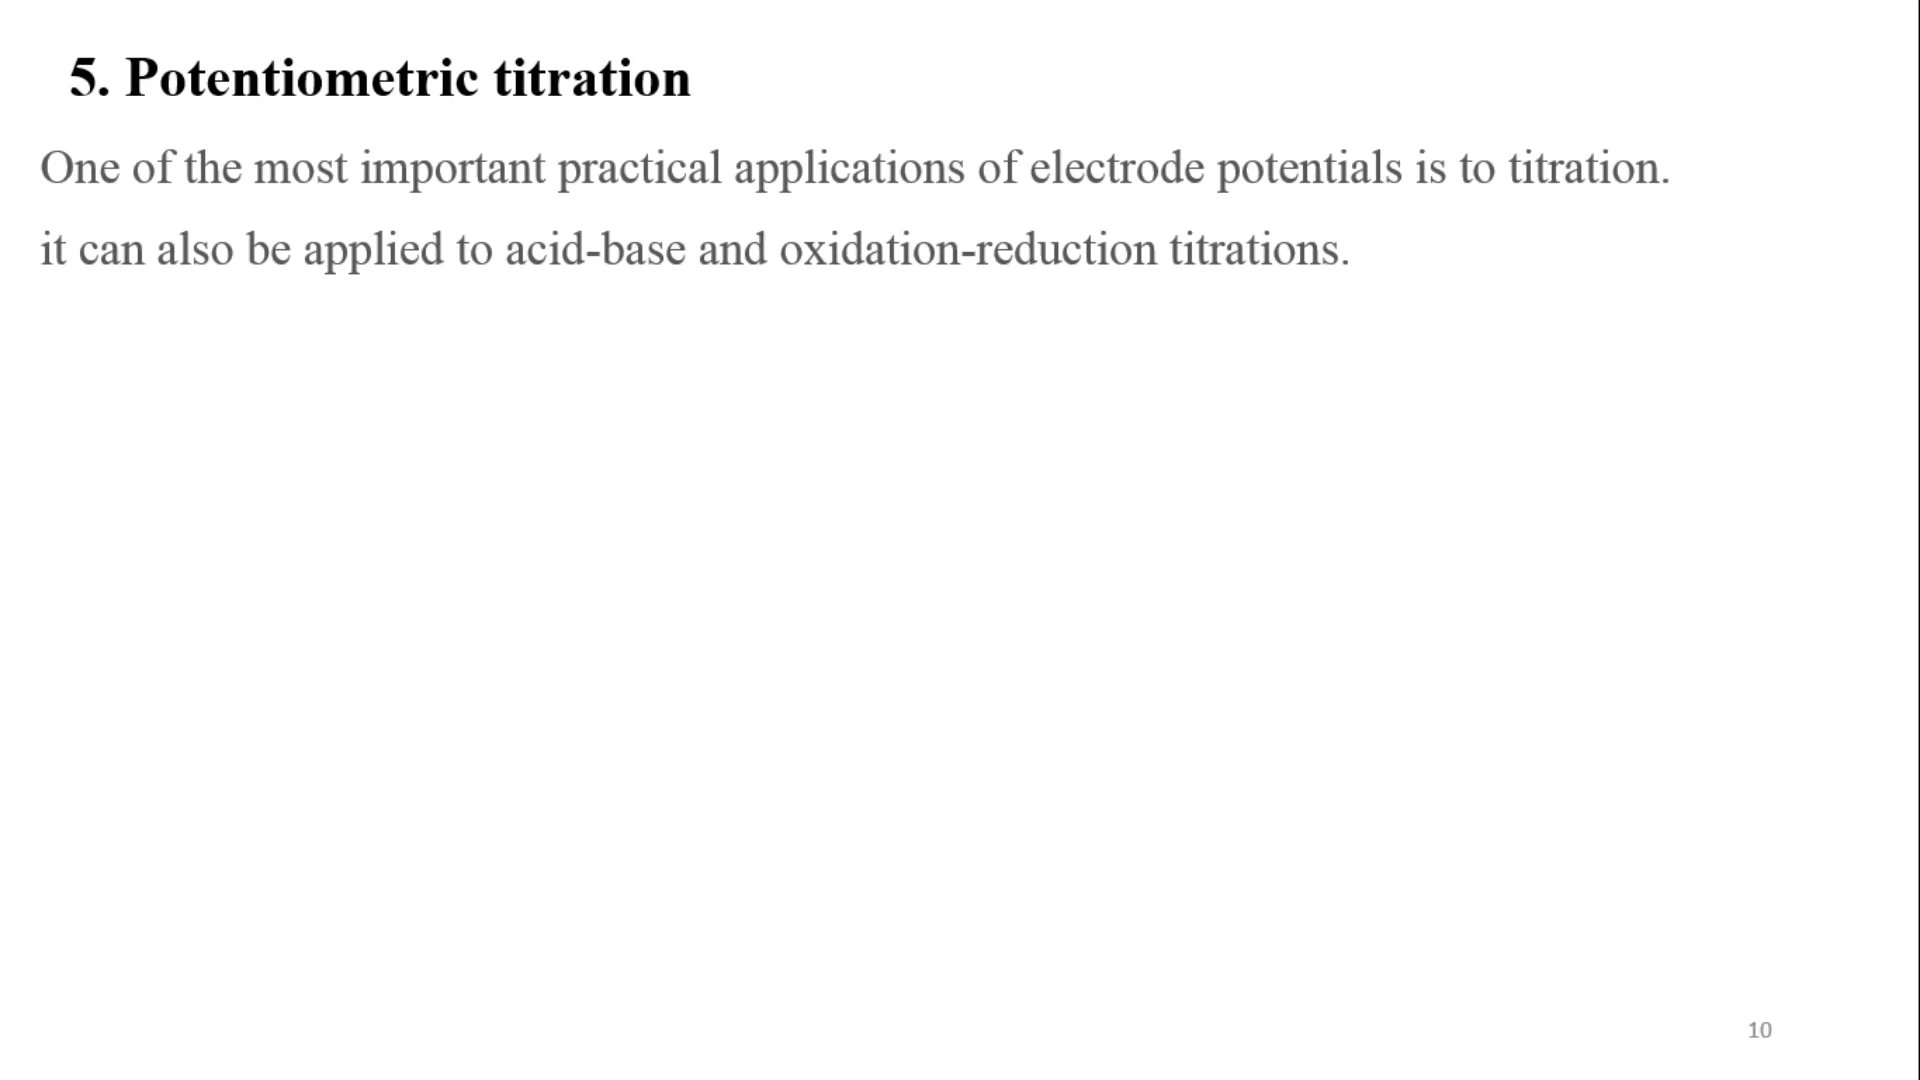 5. Potentiometric titration
One of the most important practical applications of electrode potentials is to titration.
it can also be applied to acid-base and oxidation-reduction titrations.
10